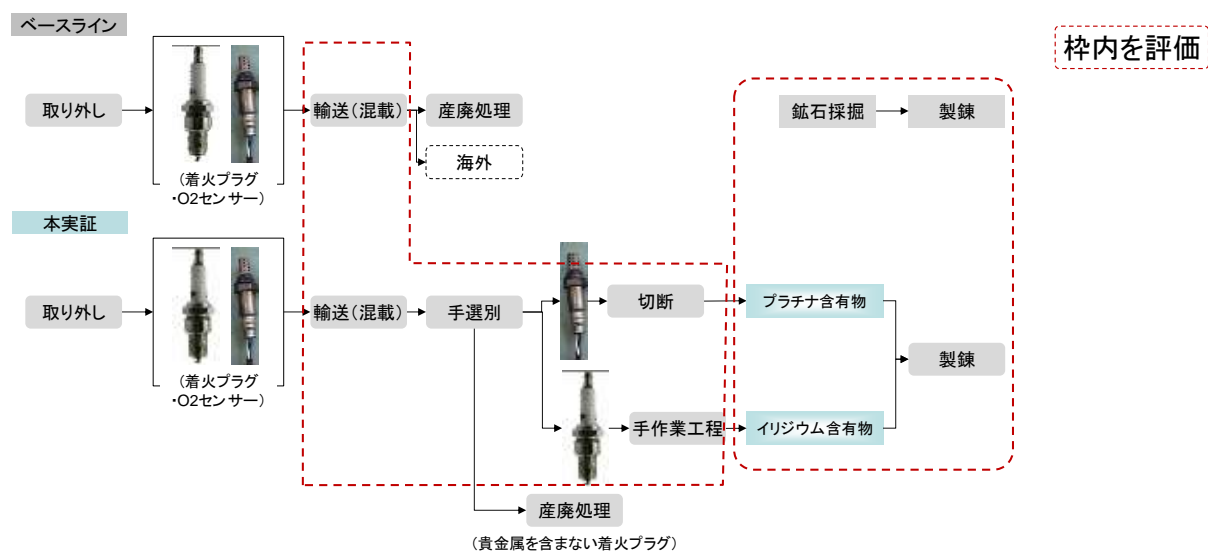 ベースライン
枠内を評価
取り外し
輸送(混載)
産廃処理
鉱石採掘
製錬
海外
(着火プラグ
・O2センサー)
本実証
取り外し
輸送(混載)
手選別
切断
プラチナ含有物
製錬
(着火プラグ
・O2センサー)
手作業工程
イリジウム含有物
産廃処理
(貴金属を含まない着火プラグ)